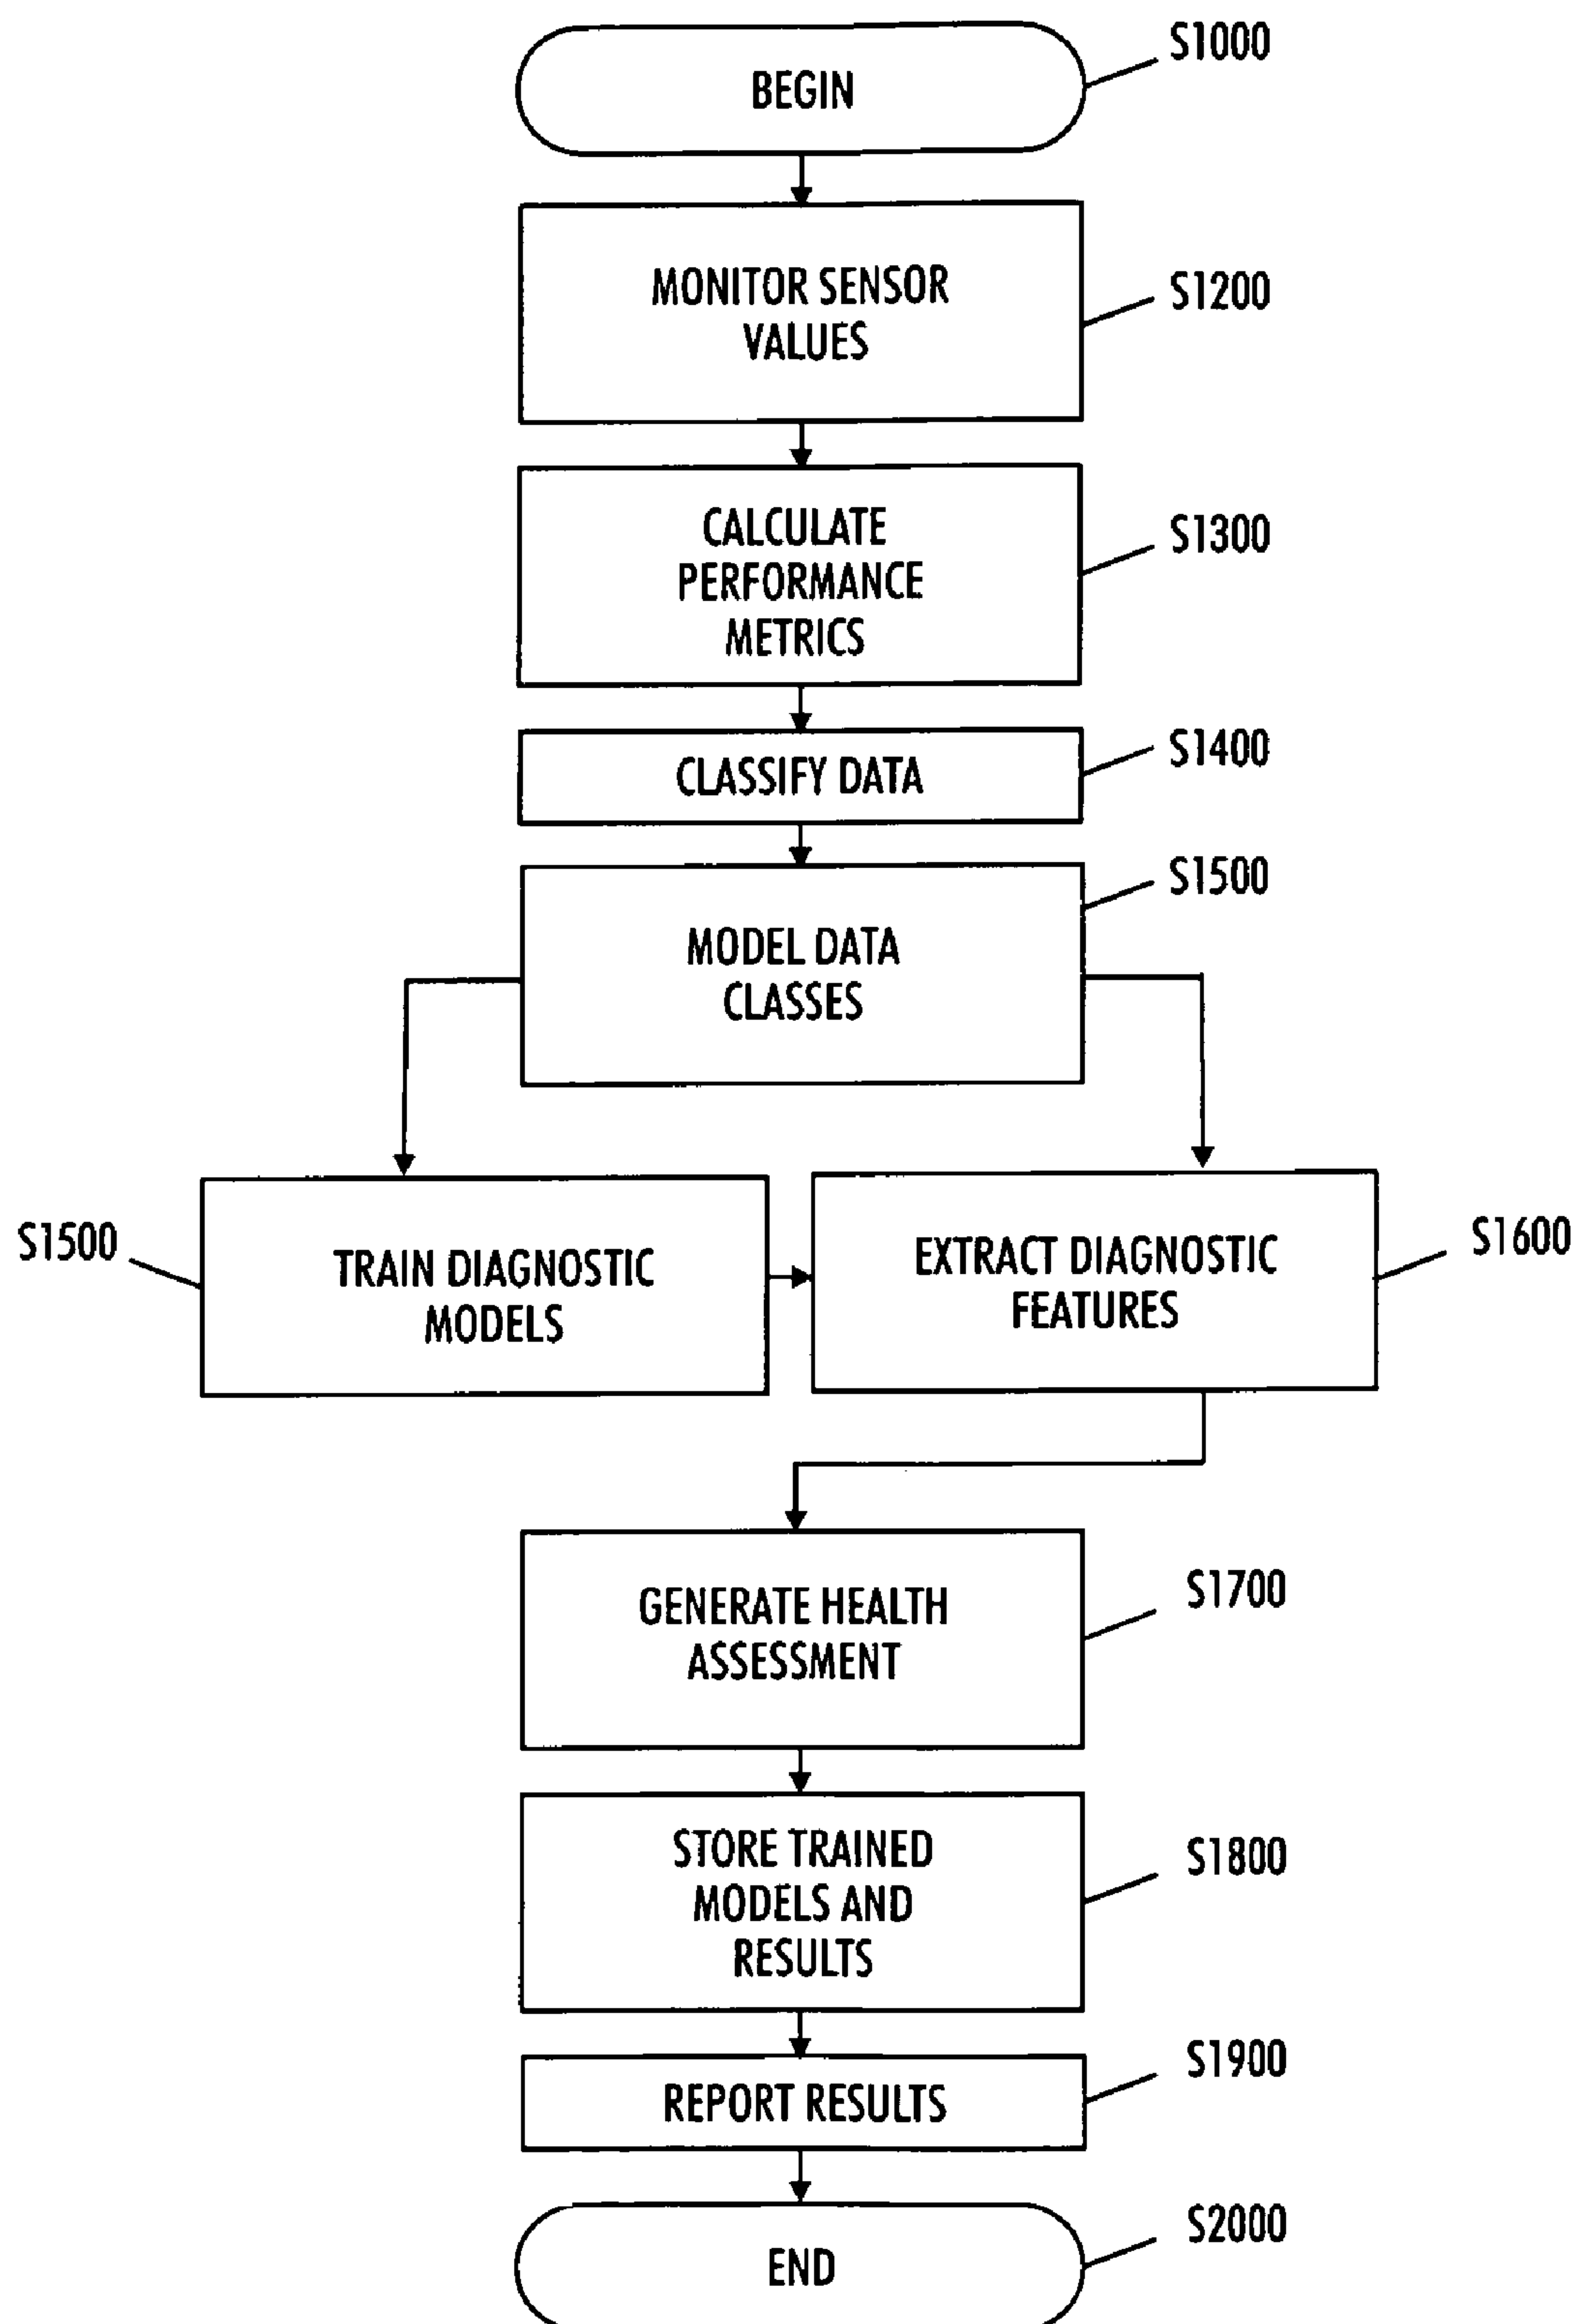 BEGIN
S1000
MONITOR SENSOR
VALUES
S1200
CALCULATE
PERFORMANCE
METRICS
S1300
CLASSIFY DATA
S1400
MODEL DATA
CLASSES
S1500
S1500
TRAIN DIAGNOSTIC
MODELS
EXTRACT DIAGNOSTIC
FEATURES
S1600
GENERATE HEALTH
ASSESSMENT
S1700
STORE TRAINED
MODELS AND
RESULTS
S1800
REPORT RESULTS
S1900
END
S2000